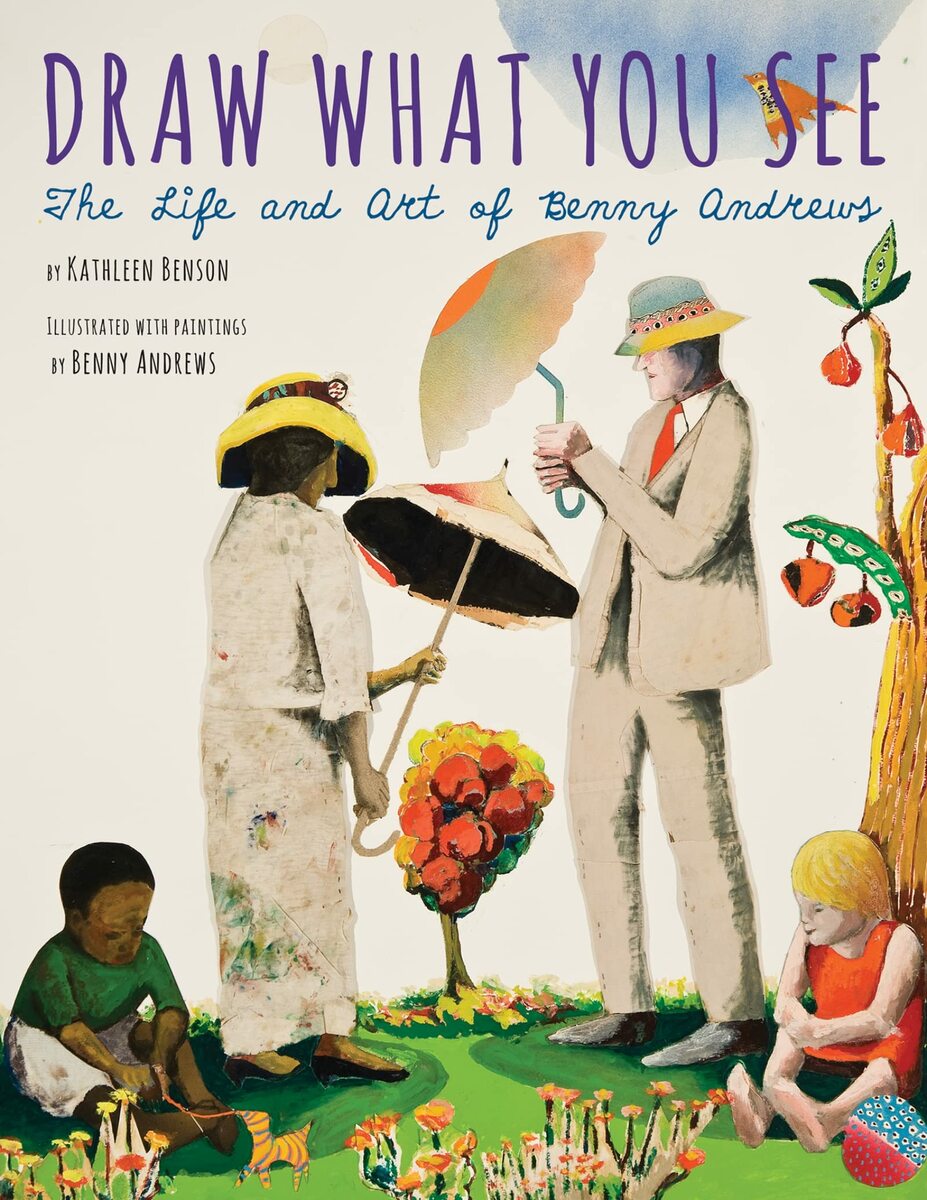 DRAW WHAT YOU SEE
The Life and Art of Benny Andrews
BY KATHLEEN BENSON
ILLUSTRATED WITH PAINTINGS
BY BENNY ANDREWS